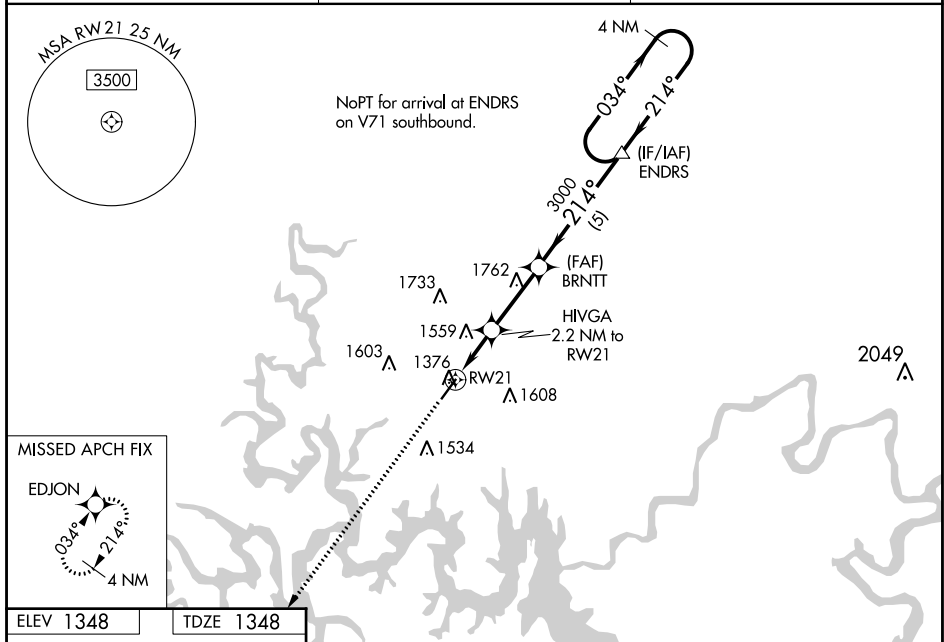 MSA RW21 25 NM
3500
NoPT for arrival at ENDRS
on V71 southbound.
4 NM
034°
214°
(IF/IAF)
ENDRS
3000
214°
(5)
(FAF)
BRNTT
1762
1733
HIVGA
2.2 NM to
RW21
1559
1603
1376
RW21
1608
2049
1534
MISSED APCH FIX
EDJON
034°
214°
4 NM
ELEV 1348
TDZE 1348